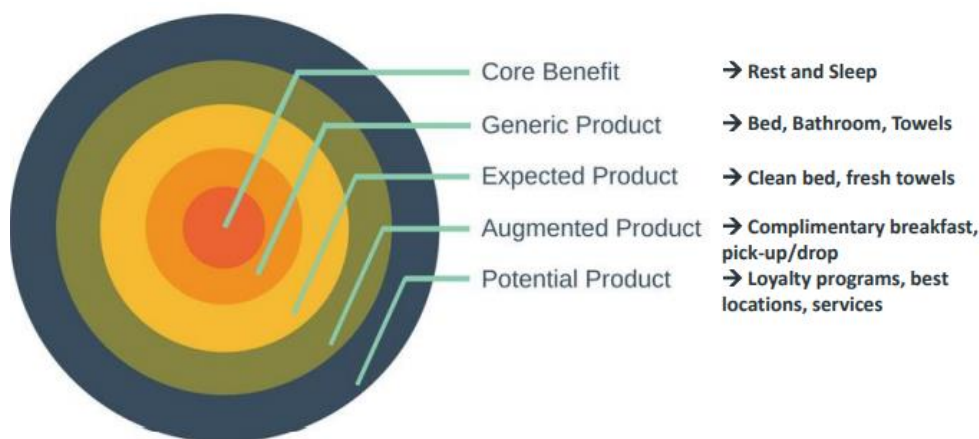 Core Benefit → Rest and Sleep
Generic Product → Bed, Bathroom, Towels
Expected Product → Clean bed, fresh towels
Augmented Product → Complimentary breakfast,
pick-up/drop
Potential Product → Loyalty programs, best
locations, services